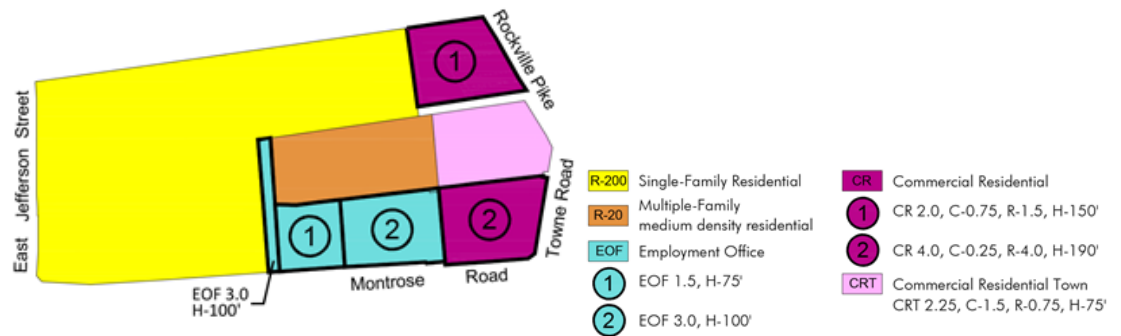 Rockville Pike
1
East Jefferson Street
Towne Road
1
2
2
Montrose Road
EOF 3.0
H-100'
R-200 Single-Family Residential
R-20 Multiple-Family
medium density residential
EOF Employment Office
1 EOF 1.5, H-75'
2 EOF 3.0, H-100'
CR Commercial Residential
1 CR 2.0, C-0.75, R-1.5, H-150'
2 CR 4.0, C-0.25, R-4.0, H-190'
CRT Commercial Residential Town
CRT 2.25, C-1.5, R-0.75, H-75'